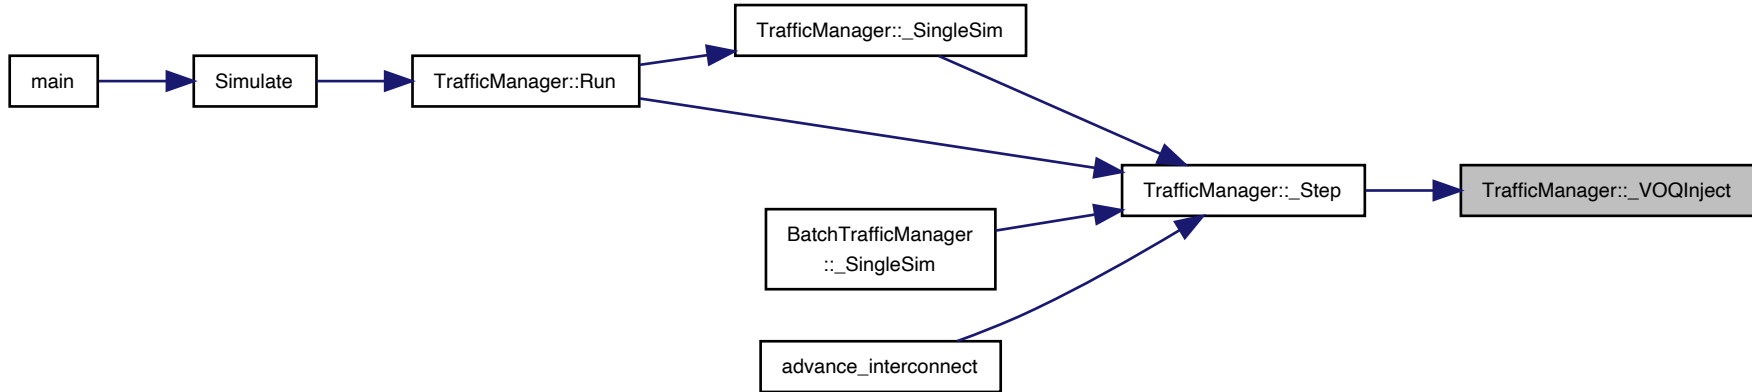 main
Simulate
TrafficManager::Run
TrafficManager::_SingleSim
BatchTrafficManager
::_SingleSim
advance_interconnect
TrafficManager::_Step
TrafficManager::_VOQInject